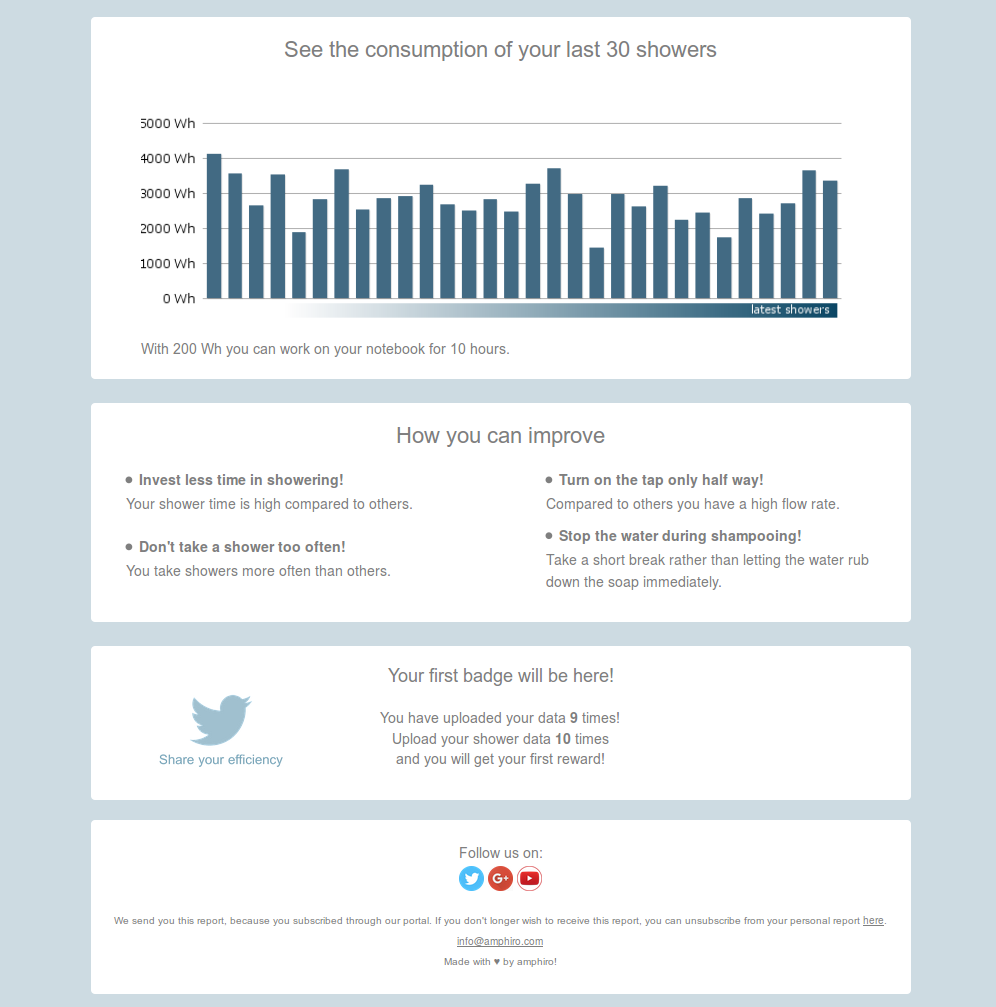 See the consumption of your last 30 showers
5000 Wh
4000 Wh
3000 Wh
2000 Wh
1000 Wh
0 Wh
latest showers
With 200 Wh you can work on your notebook for 10 hours.
How you can improve
Invest less time in showering!
Your shower time is high compared to others.
Don't take a shower too often!
You take showers more often than others.
Turn on the tap only half way!
Compared to others you have a high flow rate.
Stop the water during shampooing!
Take a short break rather than letting the water rub
down the soap immediately.
Share your efficiency
Your first badge will be here!
You have uploaded your data 9 times!
Upload your shower data 10 times
and you will get your first reward!
Follow us on:
G+
We send you this report, because you subscribed through our portal. If you don't longer wish to receive this report, you can unsubscribe from your personal report here.
info@amphiro.com
Made with ♥ by amphiro!